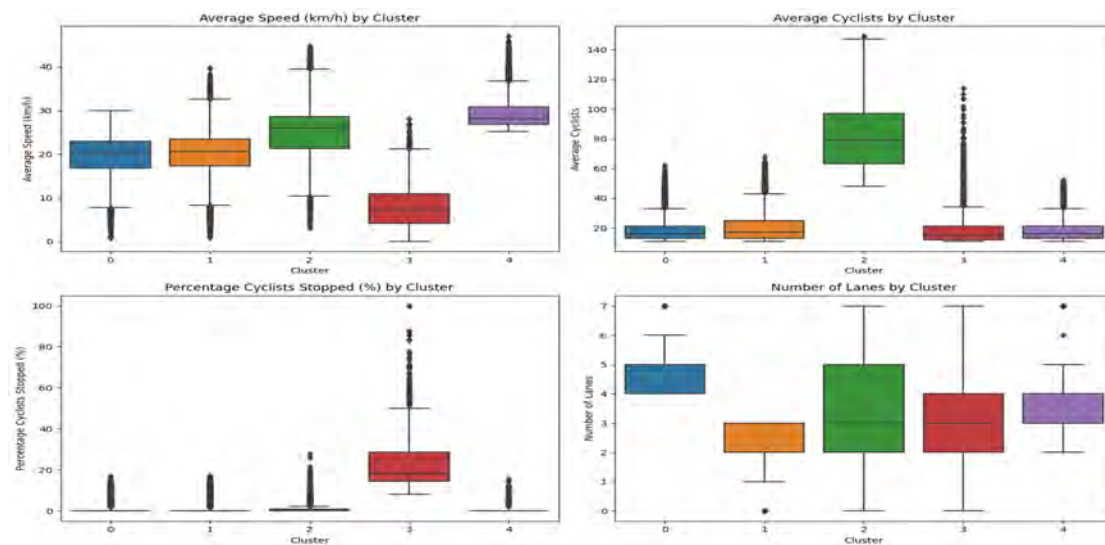 Average Speed (km/h) by Cluster
Average Speed (km/h)
40
30
20
10
0
0 1 2 3 4
Cluster
Average Cyclists by Cluster
Average Cyclists
140
120
100
80
60
40
20
0 1 2 3 4
Cluster
Percentage Cyclists Stopped (%) by Cluster
Percentage Cyclists Stopped (%)
100
80
60
40
20
0
0 1 2 3 4
Cluster
Number of Lanes by Cluster
Number of Lanes
7
6
5
4
3
2
1
0
0 1 2 3 4
Cluster